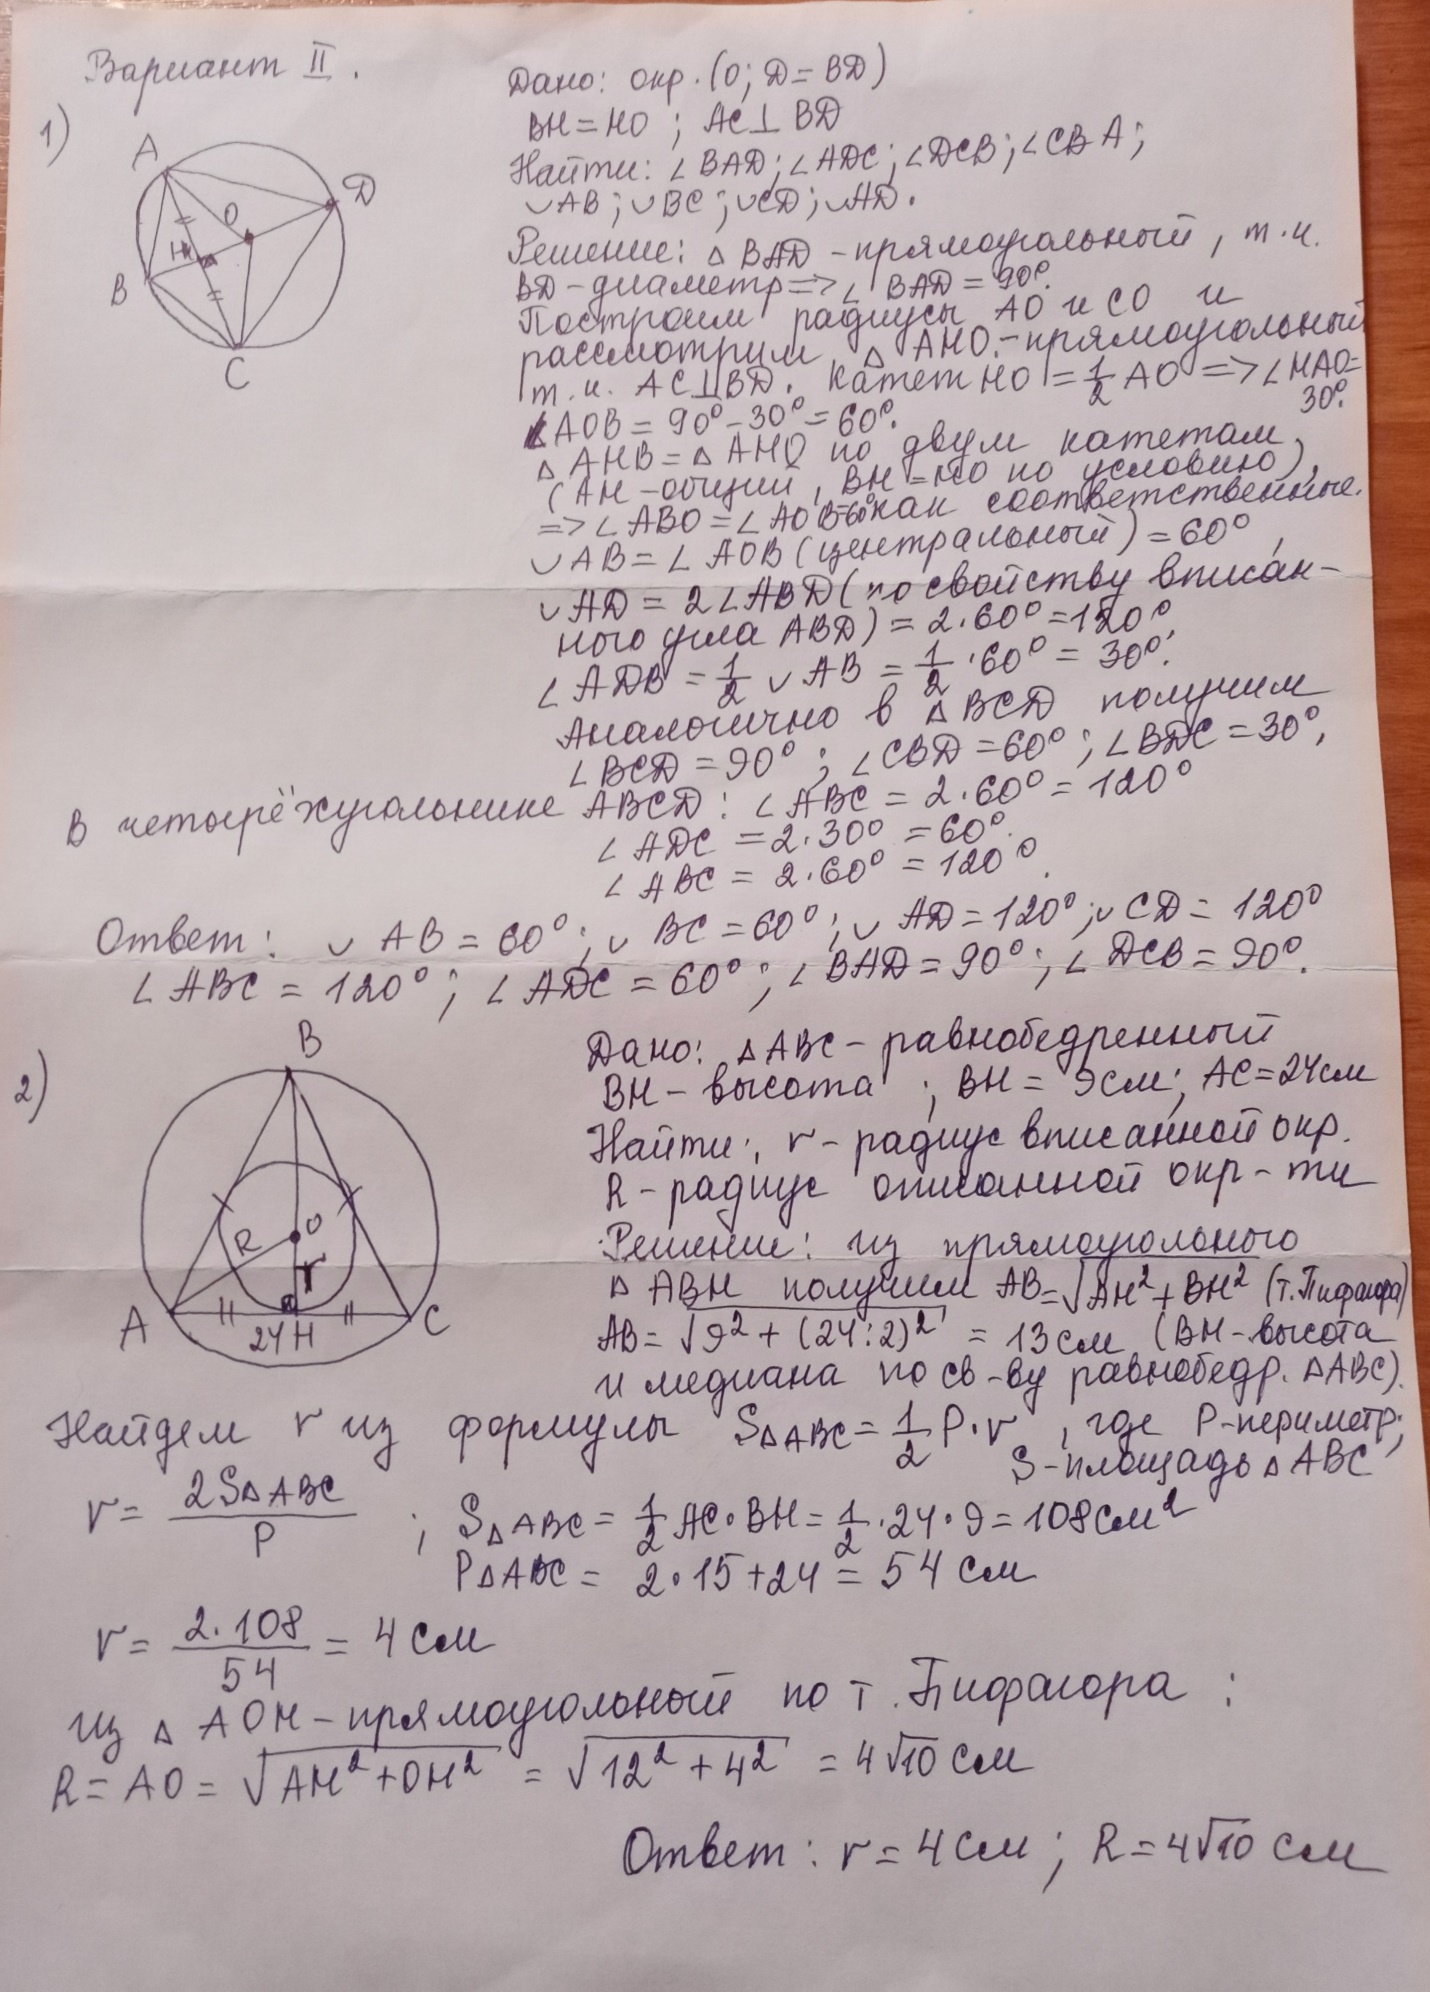 Вариант II.
1)
A
D
O
H
B
C
Дано: окр. (O; D = BD)
BH = HO ; AC ⊥ BD
Найти: ∠BAD; ∠ADC; ∠DCB; ∠CBA;
∪AB; ∪BC; ∪CD; ∪AD.
Решение: △BAD - прямоугольный, т.к.
BD - диаметр => ∠BAD = 90°.
Построим радиусы AO и CO и
рассмотрим △AHO. - прямоугольный
т.к. AC ⊥ BD. Катет HO = 1/2 AO => ∠HAO = 30°.
∠AOB = 90° - 30° = 60°.
△AHB = △AHO по двум катетам,
(AH - общий, BH = HO по условию),
=> ∠ABO = ∠AOB = 60° как соответственные.
∪AB = ∠AOB (центральный) = 60°,
∪AD = 2∠ABD (по свойству вписан-
ного угла ABD) = 2·60° = 120°
∠ADB = 1/2 ∪AB = 1/2 · 60° = 30°.
Аналогично в △BCD получим
∠BCD = 90° ; ∠CBD = 60° ; ∠BDC = 30°,
В четырёхугольнике ABCD: ∠ABC = 2·60° = 120°
∠ADC = 2·30° = 60°.
∠ABC = 2·60° = 120°.
Ответ: ∪AB = 60°; ∪BC = 60°; ∪AD = 120°; ∪CD = 120°
∠ABC = 120°; ∠ADC = 60°; ∠BAD = 90°; ∠DCB = 90°.
2)
B
R
O
r
A
24
H
C
Дано: △ABC - равнобедренный
BH - высота ; BH = 9см; AC = 24см
Найти: r - радиус вписанной окр.
R - радиус описанной окр-ти
Решение: из прямоугольного
△ABH получим AB = √(AH² + BH²) (т. Пифагора)
AB = √(9² + (24:2)²) = 13 см (BH - высота
и медиана по св-ву равнобедр. △ABC).
Найдем r из формулы S△ABC = 1/2 P·r , где P - периметр;
S - площадь △ABC
r = 2S△ABC / P ; S△ABC = 1/2 AC·BH = 1/2 · 24 · 9 = 108 см²
P△ABC = 2·15 + 24 = 54 см
r = 2·108 / 54 = 4 см
из △AOH - прямоугольный по т. Пифагора :
R = AO = √(AH² + OH²) = √(12² + 4²) = 4√10 см
Ответ: r = 4 см ; R = 4√10 см